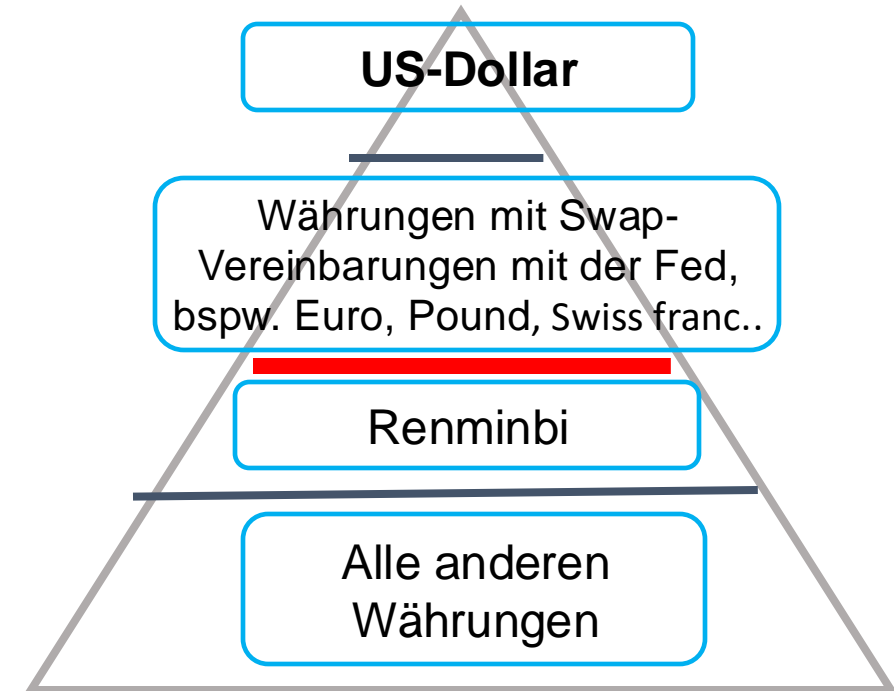 US-Dollar
Währungen mit Swap-
Vereinbarungen mit der Fed,
bspw. Euro, Pound, Swiss franc..
Renminbi
Alle anderen
Währungen